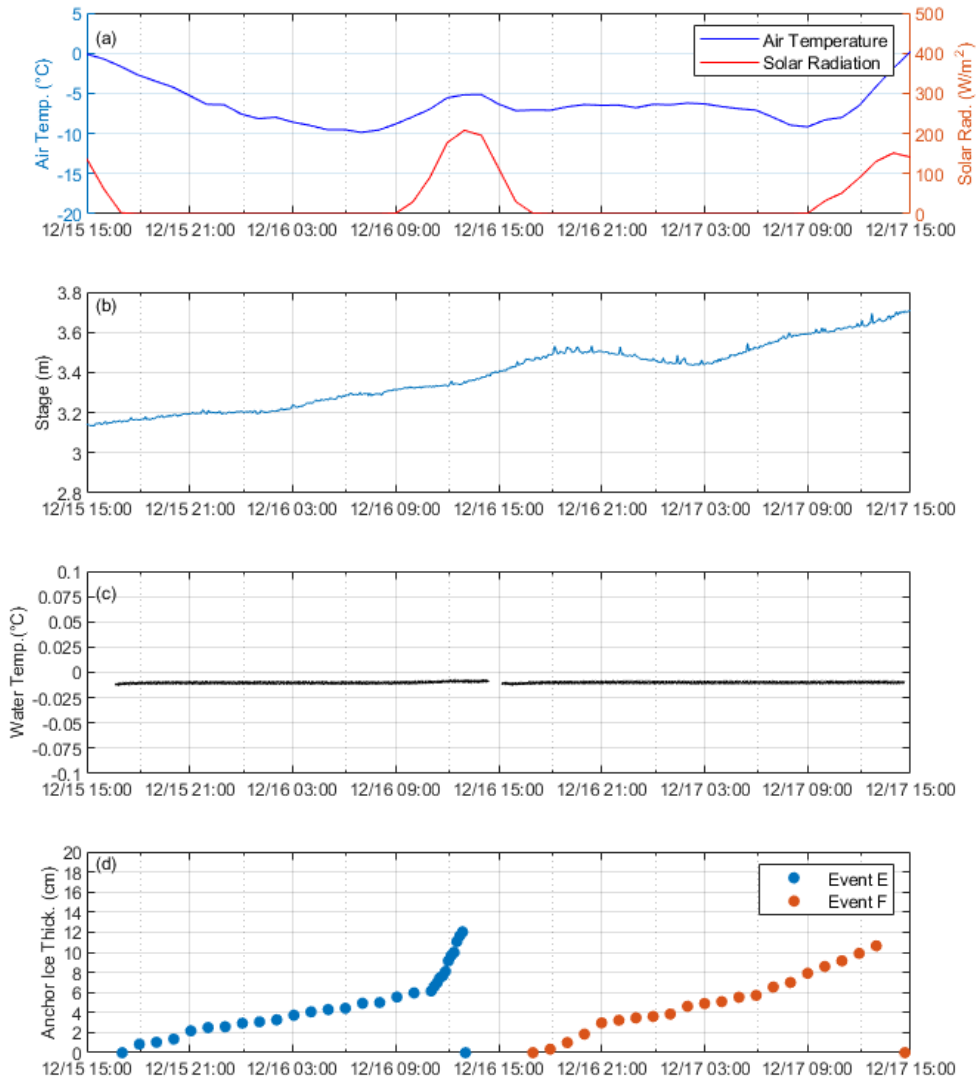 (a)
5
0
-5
-10
-15
-20
Air Temp. (°C)
500
400
300
200
100
0
Solar Rad. (W/m²)
Air Temperature
Solar Radiation
12/15 15:00 12/15 21:00 12/16 03:00 12/16 09:00 12/16 15:00 12/16 21:00 12/17 03:00 12/17 09:00 12/17 15:00
(b)
3.8
3.6
3.4
3.2
3
2.8
Stage (m)
12/15 15:00 12/15 21:00 12/16 03:00 12/16 09:00 12/16 15:00 12/16 21:00 12/17 03:00 12/17 09:00 12/17 15:00
(c)
0.1
0.075
0.05
0.025
0
-0.025
-0.05
-0.075
-0.1
Water Temp.(°C)
12/15 15:00 12/15 21:00 12/16 03:00 12/16 09:00 12/16 15:00 12/16 21:00 12/17 03:00 12/17 09:00 12/17 15:00
(d)
20
18
16
14
12
10
8
6
4
2
0
Anchor Ice Thick. (cm)
Event E
Event F
12/15 15:00 12/15 21:00 12/16 03:00 12/16 09:00 12/16 15:00 12/16 21:00 12/17 03:00 12/17 09:00 12/17 15:00